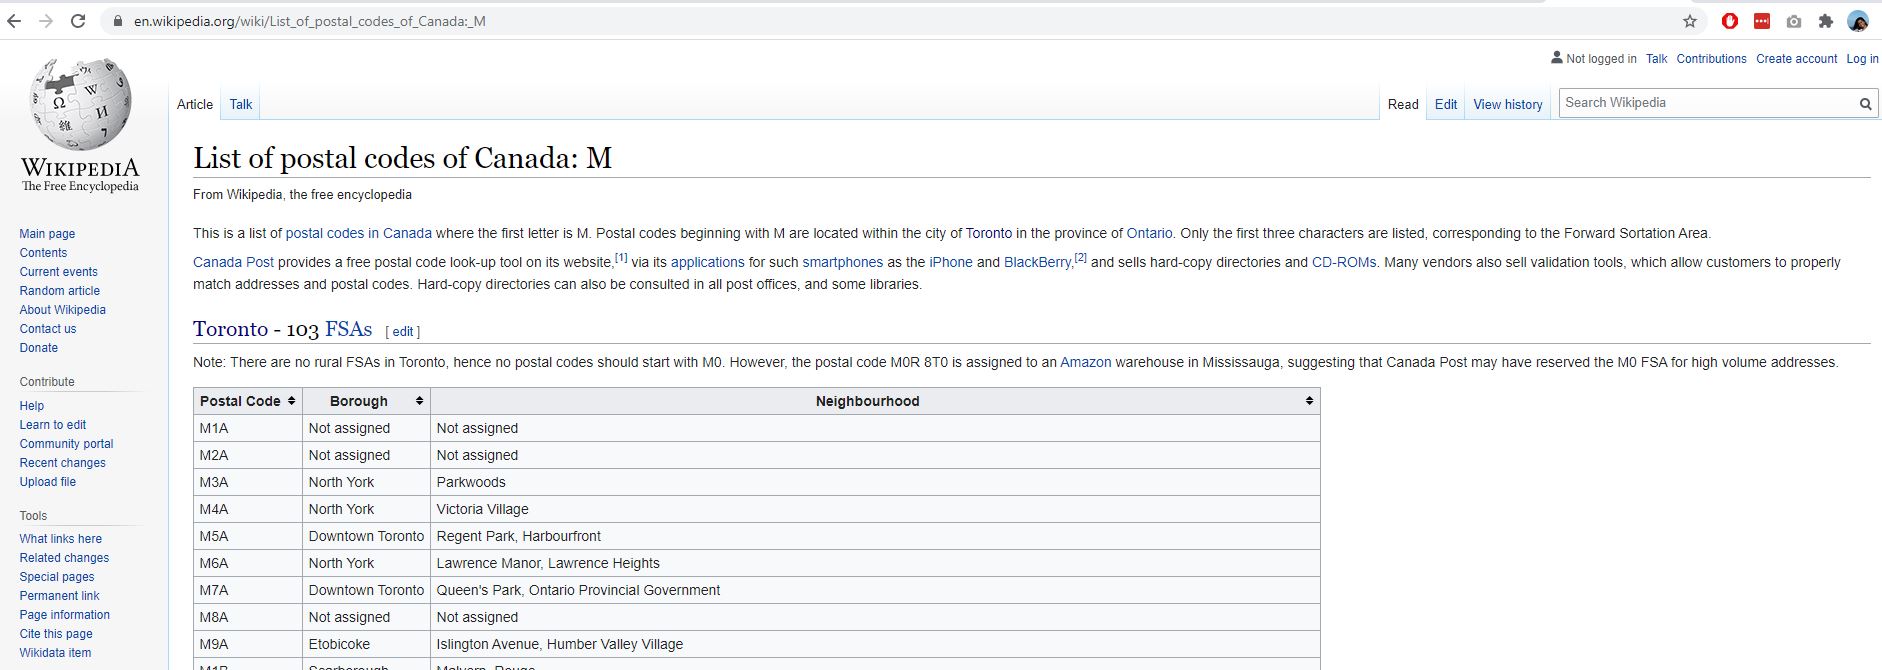 en.wikipedia.org/wiki/List_of_postal_codes_of_Canada:_M
Not logged in Talk Contributions Create account Log in
Article Talk Read Edit View history Search Wikipedia
WIKIPEDIA
The Free Encyclopedia
List of postal codes of Canada: M
From Wikipedia, the free encyclopedia
This is a list of postal codes in Canada where the first letter is M. Postal codes beginning with M are located within the city of Toronto in the province of Ontario. Only the first three characters are listed, corresponding to the Forward Sortation Area.
Canada Post provides a free postal code look-up tool on its website,[1] via its applications for such smartphones as the iPhone and BlackBerry,[2] and sells hard-copy directories and CD-ROMs. Many vendors also sell validation tools, which allow customers to properly
match addresses and postal codes. Hard-copy directories can also be consulted in all post offices, and some libraries.
Toronto - 103 FSAs [ edit ]
Note: There are no rural FSAs in Toronto, hence no postal codes should start with M0. However, the postal code M0R 8T0 is assigned to an Amazon warehouse in Mississauga, suggesting that Canada Post may have reserved the M0 FSA for high volume addresses.
Postal Code Borough Neighbourhood
M1A Not assigned Not assigned
M2A Not assigned Not assigned
M3A North York Parkwoods
M4A North York Victoria Village
M5A Downtown Toronto Regent Park, Harbourfront
M6A North York Lawrence Manor, Lawrence Heights
M7A Downtown Toronto Queen's Park, Ontario Provincial Government
M8A Not assigned Not assigned
M9A Etobicoke Islington Avenue, Humber Valley Village
M1B Scarborough Malvern, Rouge
Main page
Contents
Current events
Random article
About Wikipedia
Contact us
Donate
Contribute
Help
Learn to edit
Community portal
Recent changes
Upload file
Tools
What links here
Related changes
Special pages
Permanent link
Page information
Cite this page
Wikidata item